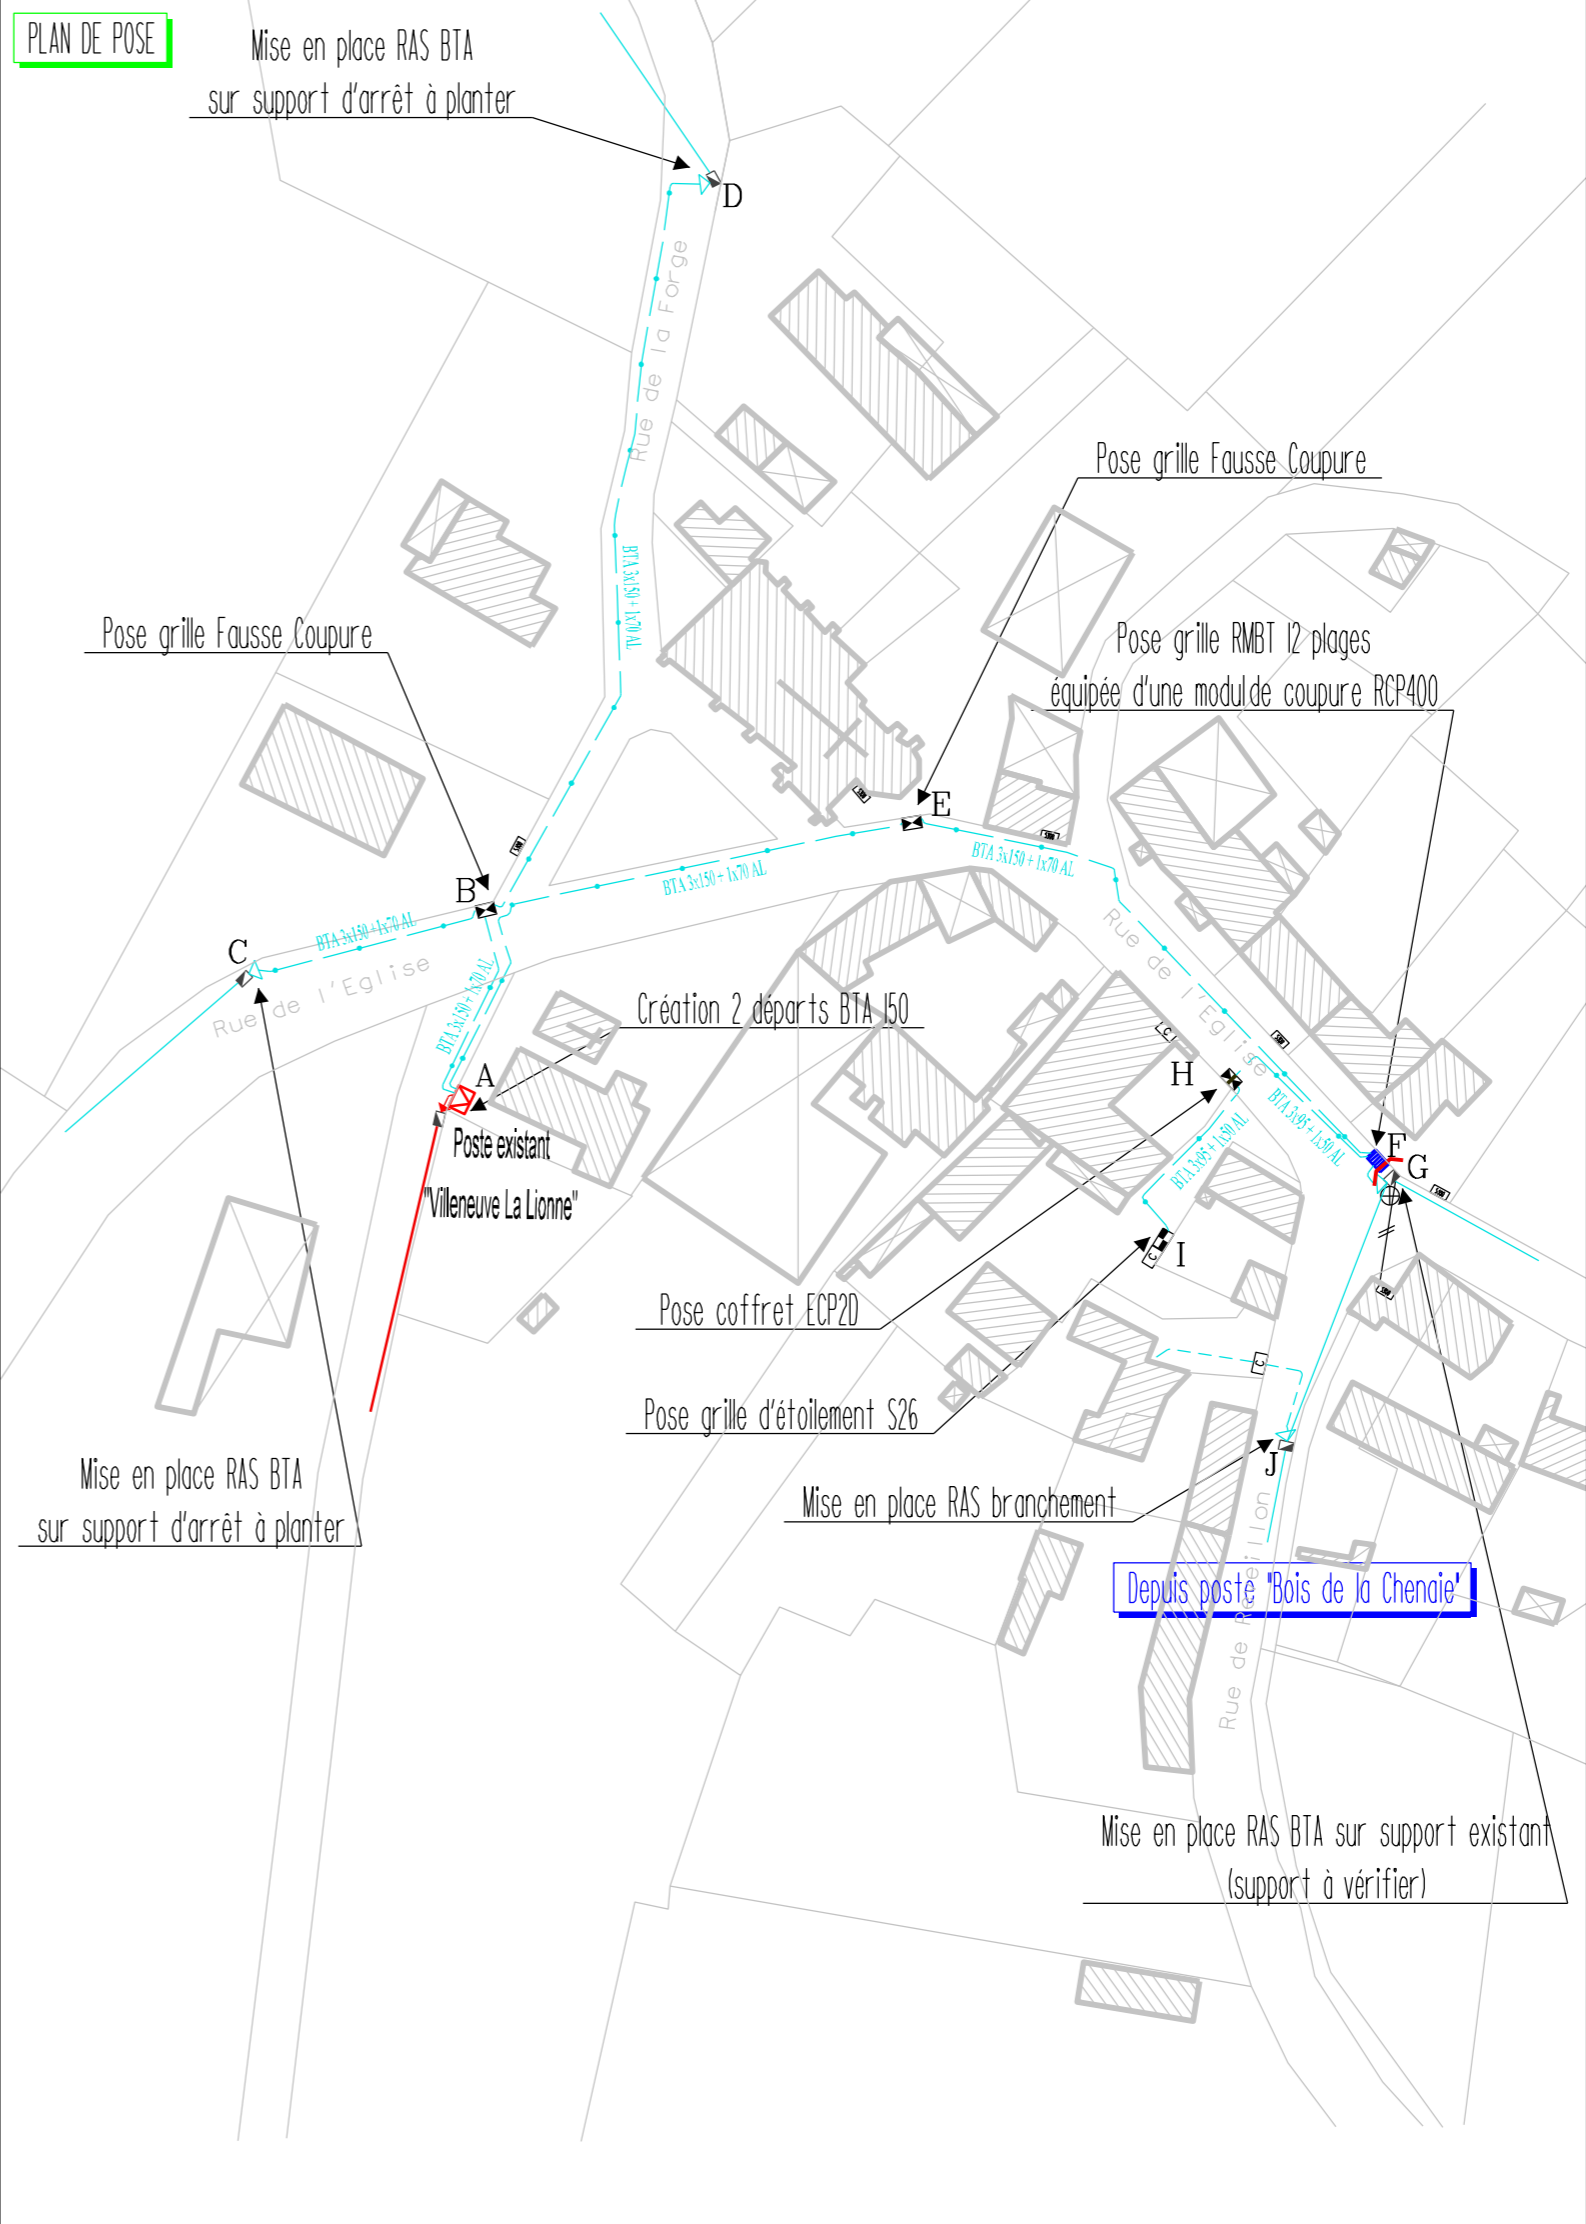 PLAN DE POSE
Mise en place RAS BTA
sur support d'arrêt à planter
D
Rue de la Forge
Pose grille Fausse Coupure
BTA 3x150 + 1x70 AL
Pose grille Fausse Coupure
Pose grille RMBT 12 plages
équipée d'une modulde coupure RCP400
E
BTA 3x150 + 1x70 AL
BTA 3x150 + 1x70 AL
B
BTA 3x150 +1x70 AL
C
Rue de l'Eglise
BTA 3x150 + 1x70 AL
Rue de l'Eglise
Création 2 départs BTA 150
A
Poste existant
"Villeneuve La Lionne"
C
H
BTA 3x95 + 1x50 AL
BTA 3x95 + 1x50 AL
F
G
I
C
Pose coffret ECP2D
C
Pose grille d'étoilement S26
J
Mise en place RAS BTA
sur support d'arrêt à planter
Mise en place RAS branchement
Depuis poste "Bois de la Chenaie"
Rue de Reveillon
Mise en place RAS BTA sur support existant
(support à vérifier)